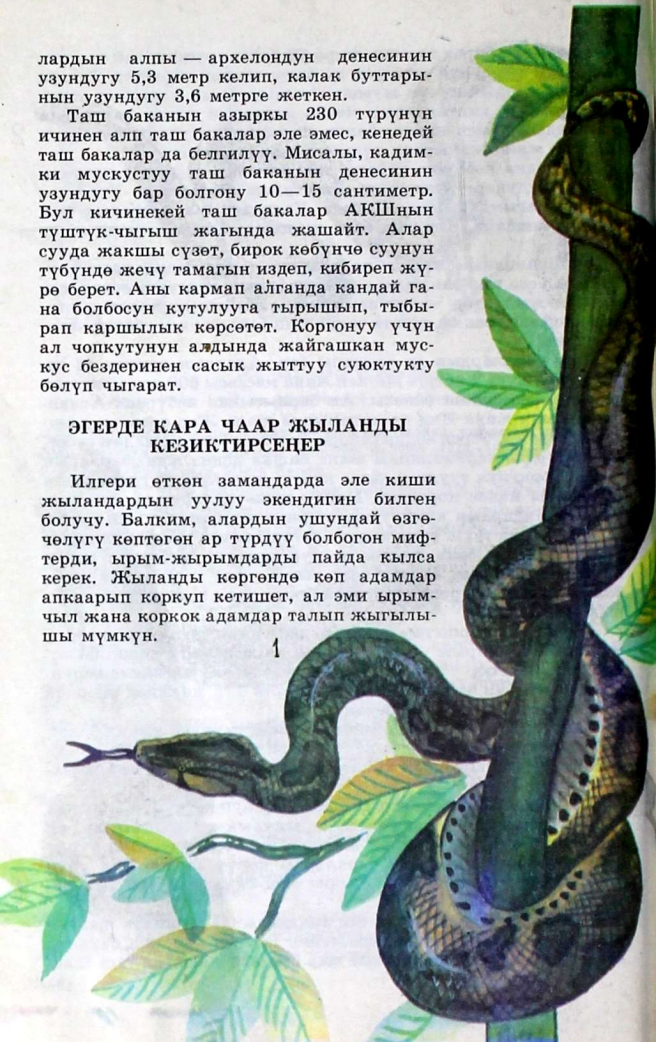 лардын алпы — архелондун денесинин
узундугу 5,3 метр келип, калак буттары-
нын узундугу 3,6 метрге жеткен.
Таш баканын азыркы 230 түрүнүн
ичинен алп таш бакалар эле эмес, кенедей
таш бакалар да белгилүү. Мисалы, кадим-
ки мускустуу таш баканын денесинин
узундугу бар болгону 10—15 сантиметр.
Бул кичинекей таш бакалар АКШнын
түштүк-чыгыш жагында жашайт. Алар
сууда жакшы сүзөт, бирок көбүнчө суунун
түбүндө жечү тамагын издеп, кибиреп жү-
рө берет. Аны кармап алганда кандай га-
на болбосун кутулууга тырышып, тыбы-
рап каршылык көрсөтөт. Коргонуу үчүн
ал чопкутунун алдында жайгашкан мус-
кус бездеринен сасык жыттуу суюктукту
бөлүп чыгарат.
ЭГЕРДЕ КАРА ЧААР ЖЫЛАНДЫ
КЕЗИКТИРСЕҢЕР
Илгери өткөн замандарда эле киши
жыландардын уулуу экендигин билген
болучу. Балким, алардын ушундай өзгө-
чөлүгү көптөгөн ар түрдүү болбогон миф-
терди, ырым-жырымдарды пайда кылса
керек. Жыланды көргөндө көп адамдар
апкаарып коркуп кетишет, ал эми ырым-
чыл жана коркок адамдар талып жыгылы-
шы мүмкүн.
1